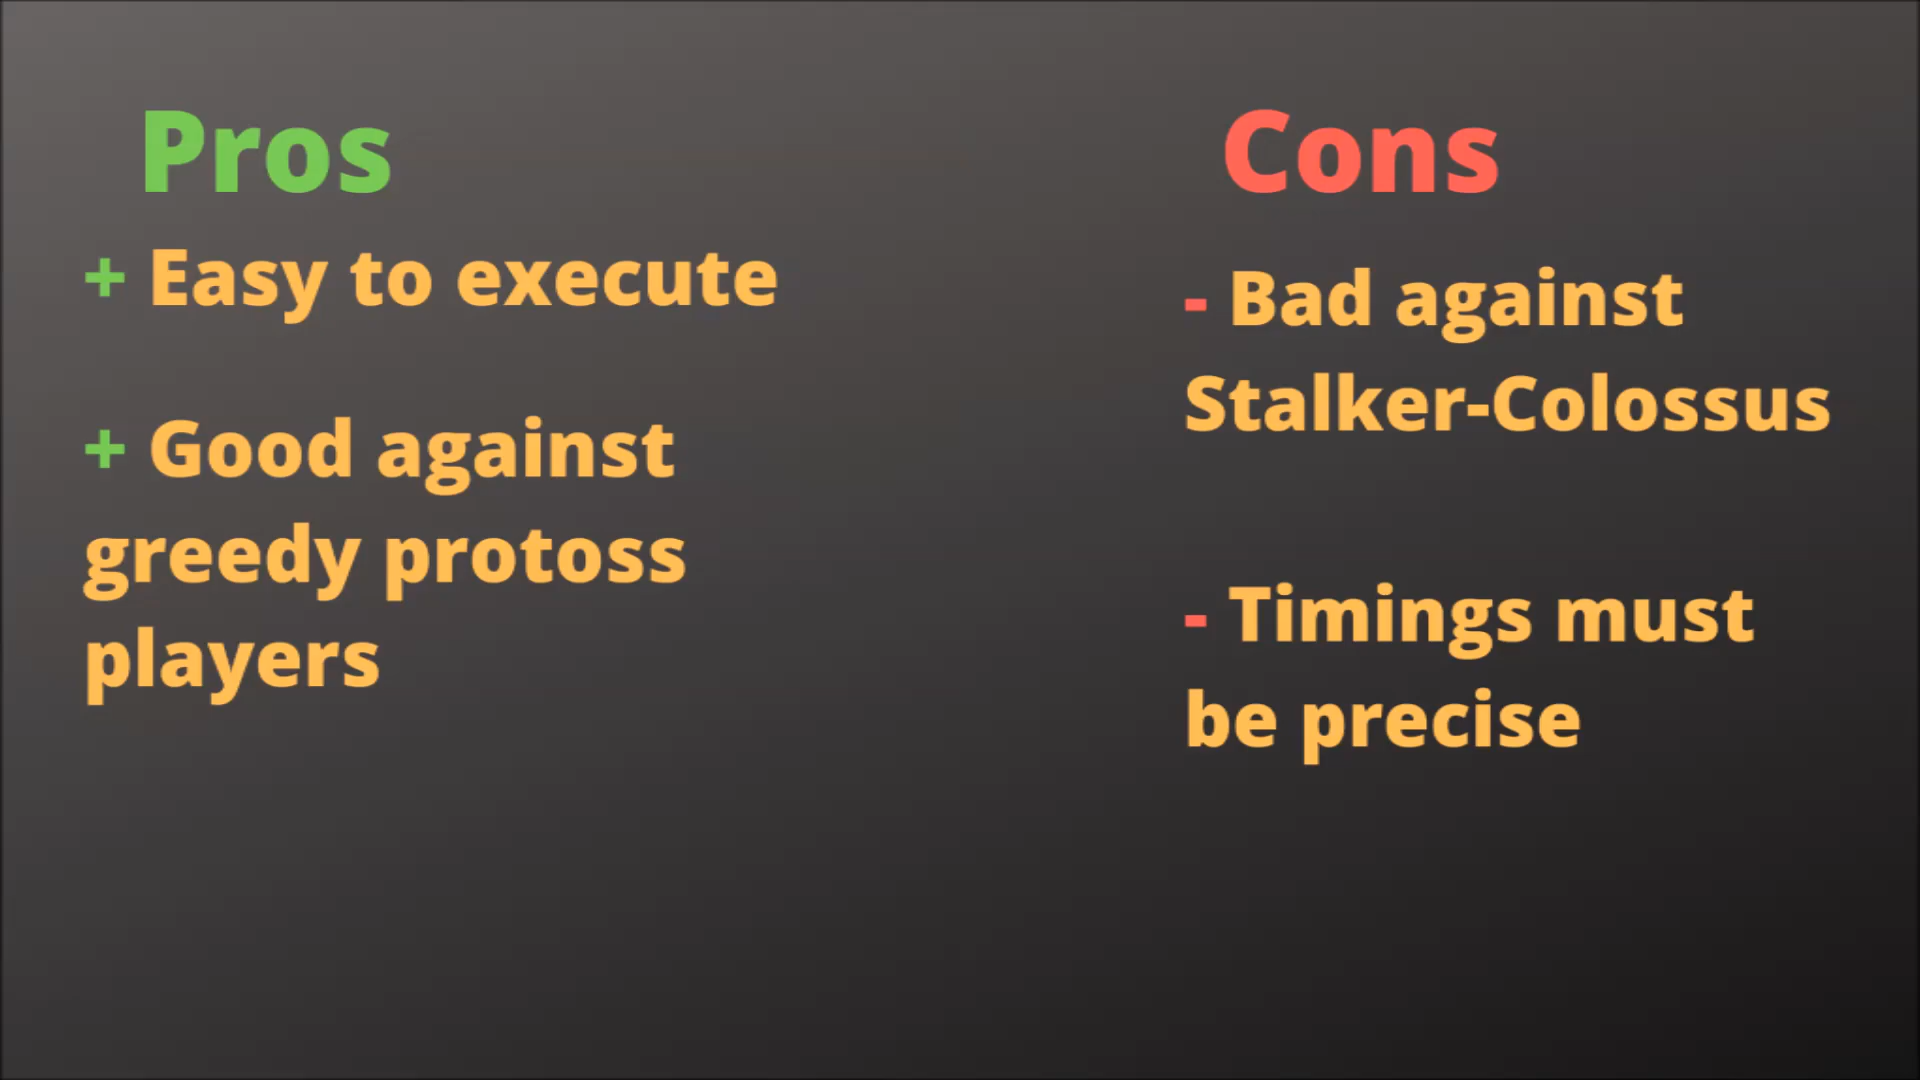 Pros
+ Easy to execute
+ Good against
greedy protoss
players
Cons
- Bad against
Stalker-Colossus
- Timings must
be precise